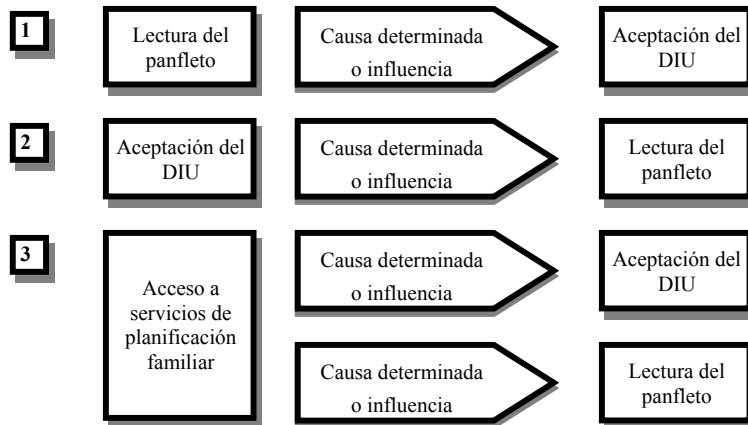 1
Lectura del
panfleto
Causa determinada
o influencia
Aceptación del
DIU
2
Aceptación del
DIU
Causa determinada
o influencia
Lectura del
panfleto
3
Acceso a
servicios de
planificación
familiar
Causa determinada
o influencia
Aceptación del
DIU
Causa determinada
o influencia
Lectura del
panfleto